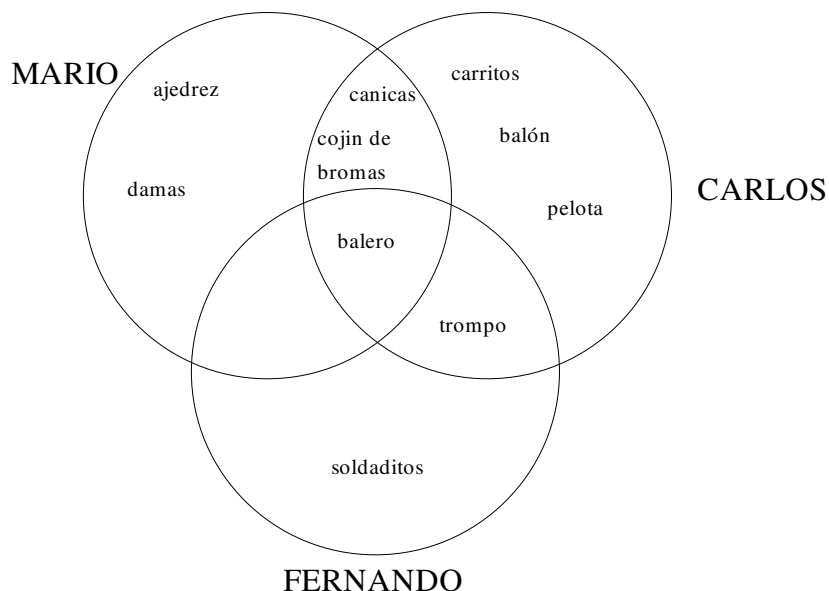 MARIO
ajedrez
canicas
carritos
cojin de
bromas
balón
damas
CARLOS
pelota
balero
trompo
soldaditos
FERNANDO